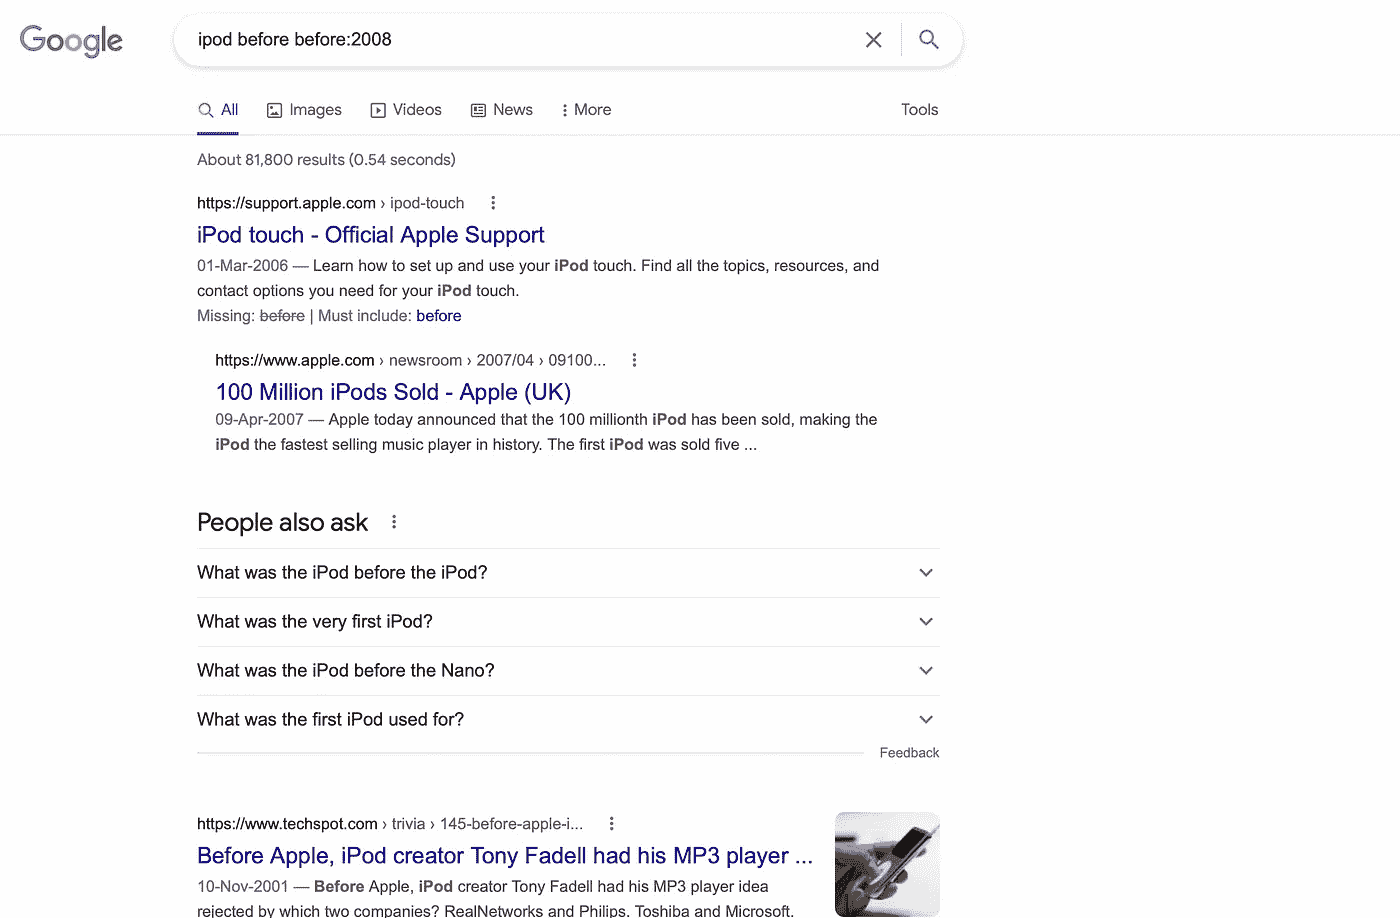 Google
ipod before before:2008
All Images Videos News More Tools
About 81,800 results (0.54 seconds)
https://support.apple.com › ipod-touch
iPod touch - Official Apple Support
01-Mar-2006 — Learn how to set up and use your iPod touch. Find all the topics, resources, and
contact options you need for your iPod touch.
Missing: before | Must include: before
https://www.apple.com › newsroom › 2007/04 › 09100...
100 Million iPods Sold - Apple (UK)
09-Apr-2007 — Apple today announced that the 100 millionth iPod has been sold, making the
iPod the fastest selling music player in history. The first iPod was sold five ...
People also ask
What was the iPod before the iPod?
What was the very first iPod?
What was the iPod before the Nano?
What was the first iPod used for?
Feedback
https://www.techspot.com › trivia › 145-before-apple-i...
Before Apple, iPod creator Tony Fadell had his MP3 player ...
10-Nov-2001 — Before Apple, iPod creator Tony Fadell had his MP3 player idea
rejected by which two companies? RealNetworks and Philips. Toshiba and Microsoft.